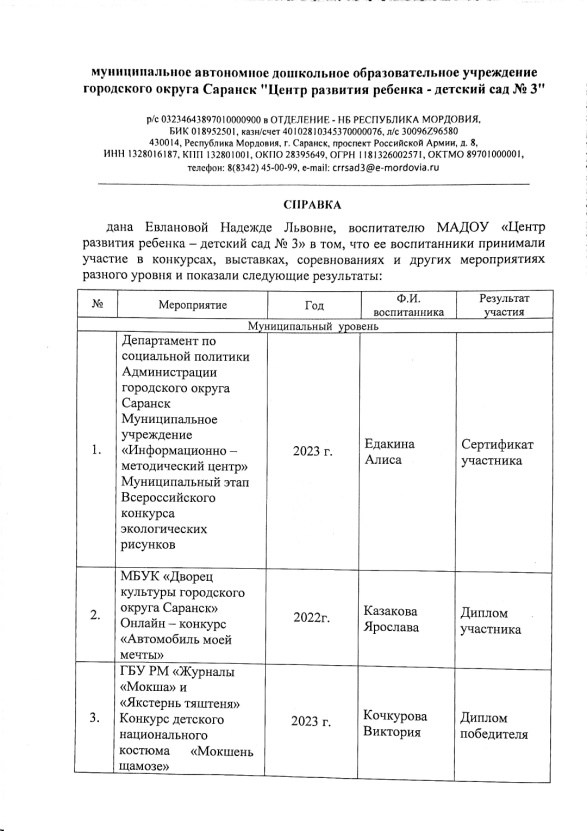 муниципальное автономное дошкольное образовательное учреждение
городского округа Саранск "Центр развития ребенка - детский сад № 3"
р/с 03234643897010000900 в ОТДЕЛЕНИЕ - НБ РЕСПУБЛИКА МОРДОВИЯ,
БИК 018952501, казн/счет 40102810345370000076, л/с 30096Z96580
430014, Республика Мордовия, г. Саранск, проспект Российской Армии, д. 8,
ИНН 1328016187, КПП 132801001, ОКПО 28395649, ОГРН 1181326002571, ОКТМО 89701000001,
телефон: 8(8342) 45-00-99, e-mail: crrsad3@e-mordovia.ru
СПРАВКА
дана Евлановой Надежде Львовне, воспитателю МАДОУ «Центр
развития ребенка – детский сад № 3» в том, что ее воспитанники принимали
участие в конкурсах, выставках, соревнованиях и других мероприятиях
разного уровня и показали следующие результаты:
№ Мероприятие Год Ф.И. воспитанника Результат участия
Муниципальный уровень
1.
Департамент по
социальной политики
Администрации
городского округа
Саранск
Муниципальное
учреждение
«Информационно –
методический центр»
Муниципальный этап
Всероссийского
конкурса
экологических
рисунков
2023 г.
Едакина
Алиса
Сертификат
участника
2.
МБУК «Дворец
культуры городского
округа Саранск»
Онлайн – конкурс
«Автомобиль моей
мечты»
2022г.
Казакова
Ярослава
Диплом
участника
3.
ГБУ РМ «Журналы
«Мокша» и
«Якстернь тяштеня»
Конкурс детского
национального
костюма «Мокшень
щамозе»
2023 г.
Кочкурова
Виктория
Диплом
победителя